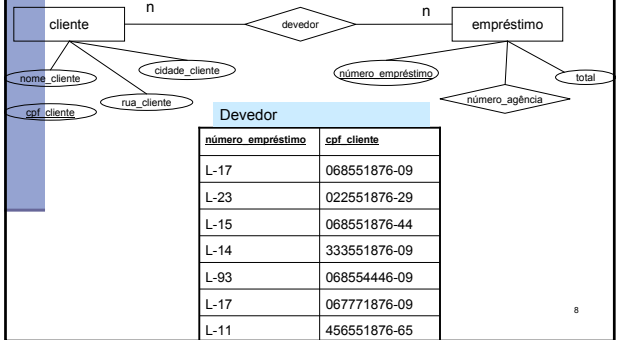 n
n
cliente
devedor
empréstimo
nome_cliente
cidade_cliente
número_empréstimo
total
cpf_cliente
rua_cliente
número_agência
Devedor
número_empréstimo cpf_cliente
L-17 068551876-09
L-23 022551876-29
L-15 068551876-44
L-14 333551876-09
L-93 068554446-09
L-17 067771876-09
L-11 456551876-65
8